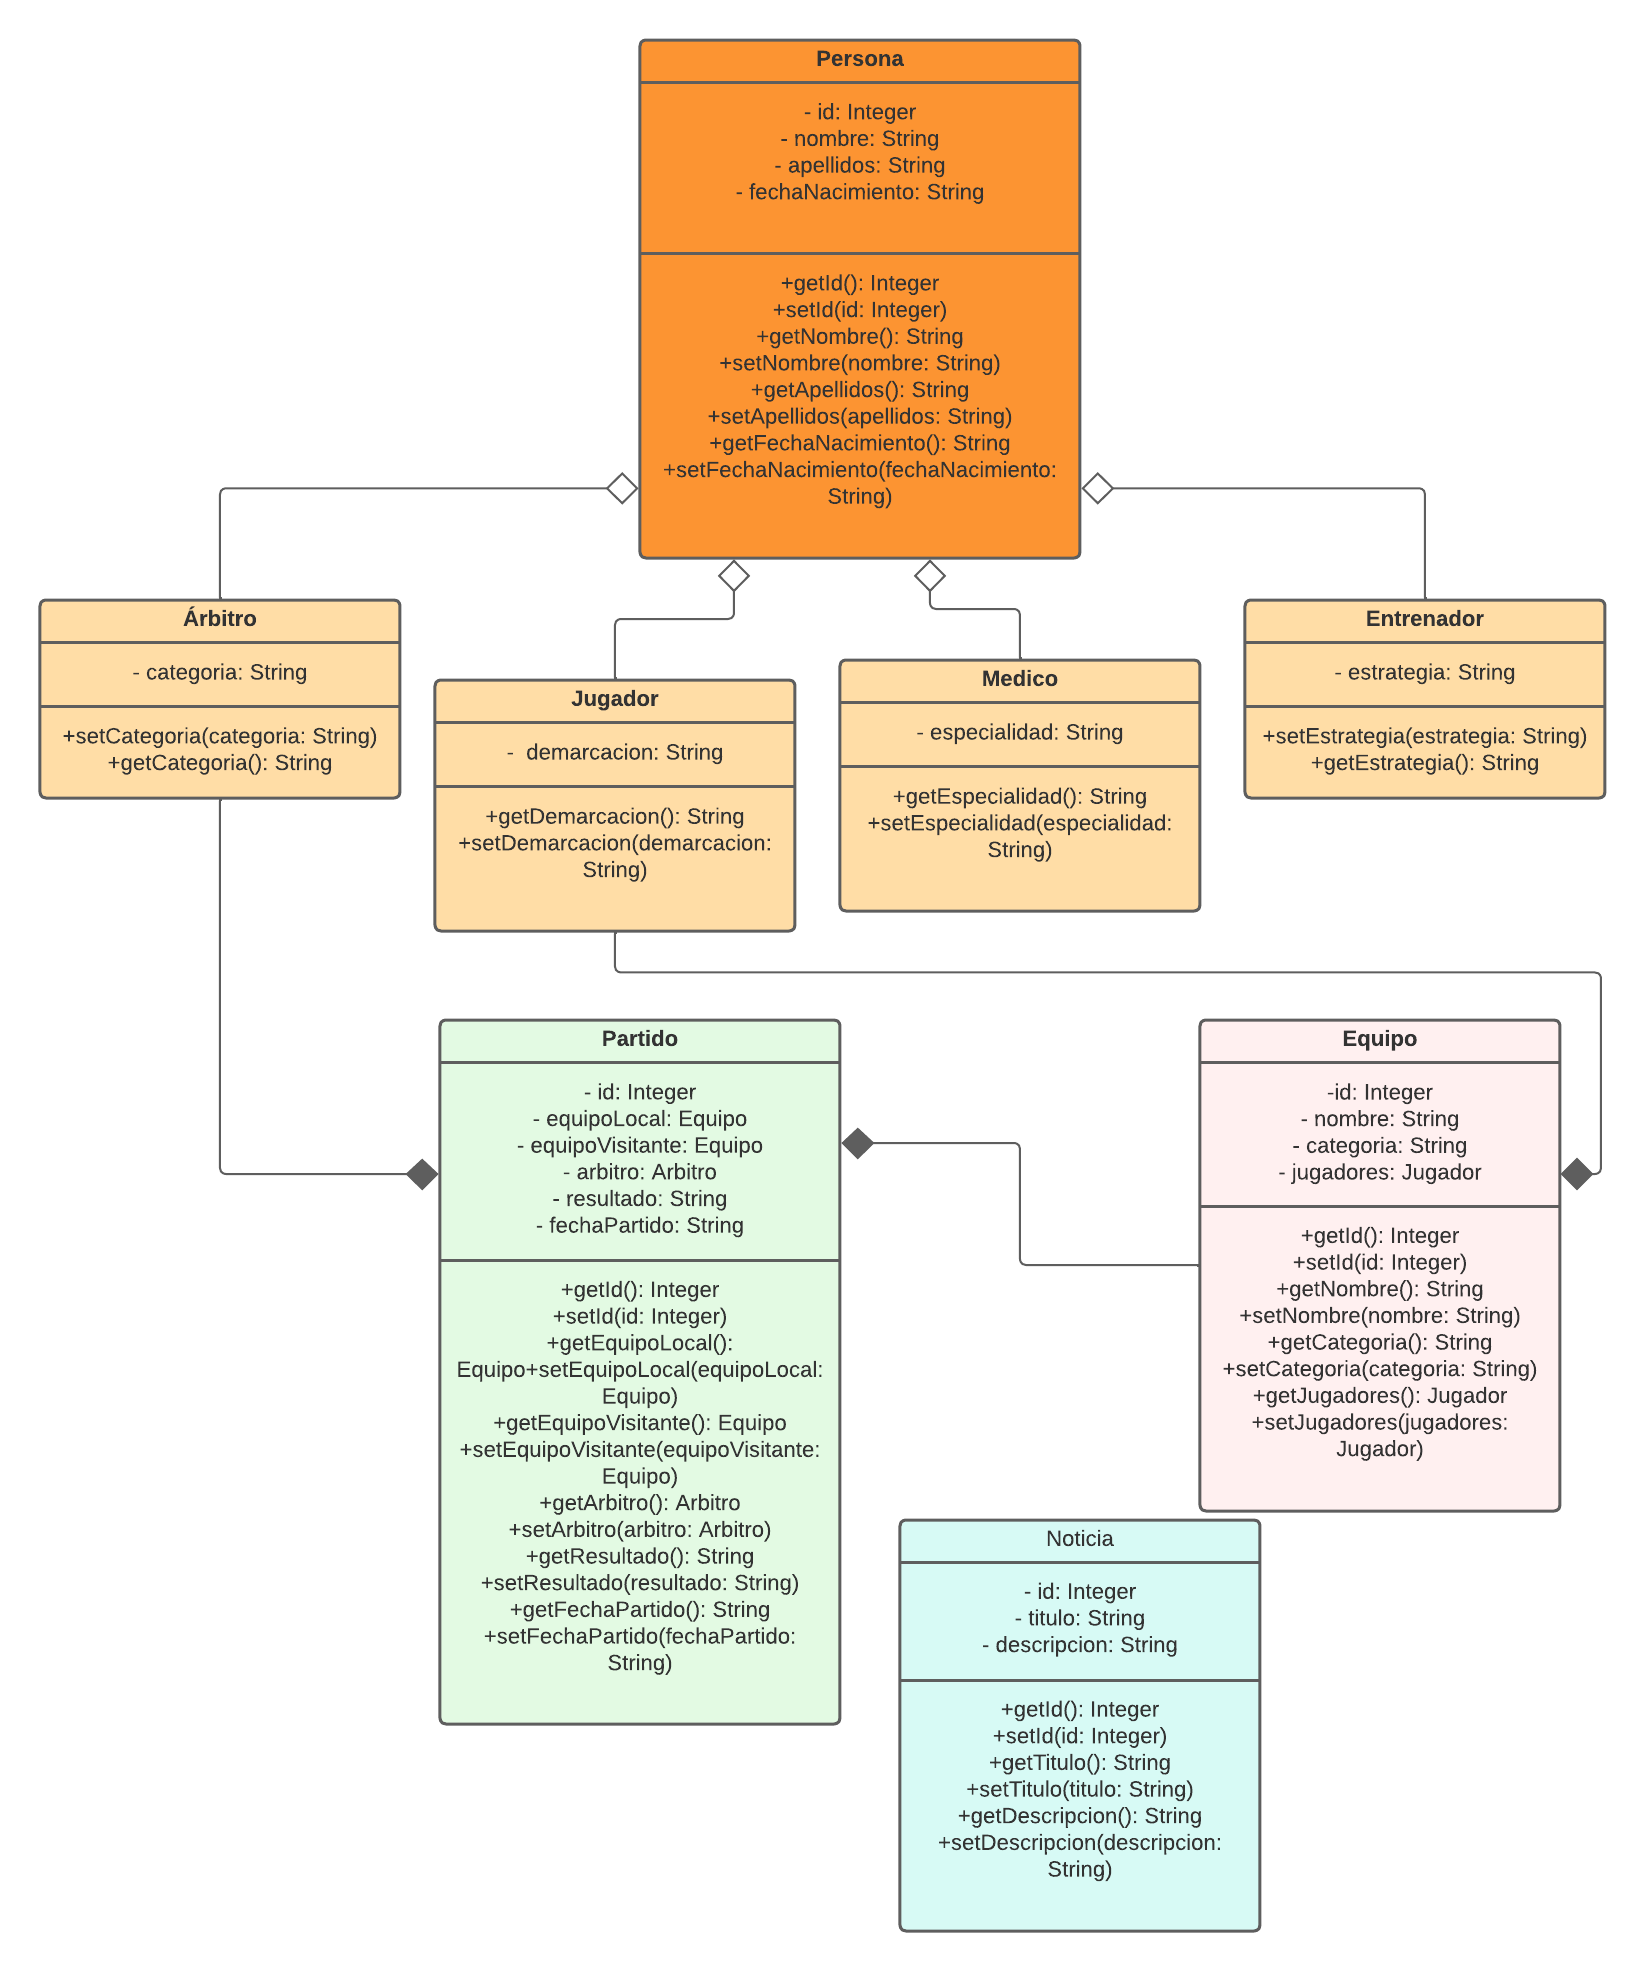 Persona
- id: Integer
- nombre: String
- apellidos: String
- fechaNacimiento: String
+getId(): Integer
+setId(id: Integer)
+getNombre(): String
+setNombre(nombre: String)
+getApellidos(): String
+setApellidos(apellidos: String)
+getFechaNacimiento(): String
+setFechaNacimiento(fechaNacimiento:
String)
Árbitro
- categoria: String
+setCategoria(categoria: String)
+getCategoria(): String
Jugador
- demarcacion: String
+getDemarcacion(): String
+setDemarcacion(demarcacion:
String)
Medico
- especialidad: String
+getEspecialidad(): String
+setEspecialidad(especialidad:
String)
Entrenador
- estrategia: String
+setEstrategia(estrategia: String)
+getEstrategia(): String
Partido
- id: Integer
- equipoLocal: Equipo
- equipoVisitante: Equipo
- arbitro: Arbitro
- resultado: String
- fechaPartido: String
+getId(): Integer
+setId(id: Integer)
+getEquipoLocal():
Equipo+setEquipoLocal(equipoLocal:
Equipo)
+getEquipoVisitante(): Equipo
+setEquipoVisitante(equipoVisitante:
Equipo)
+getArbitro(): Arbitro
+setArbitro(arbitro: Arbitro)
+getResultado(): String
+setResultado(resultado: String)
+getFechaPartido(): String
+setFechaPartido(fechaPartido:
String)
Equipo
-id: Integer
- nombre: String
- categoria: String
- jugadores: Jugador
+getId(): Integer
+setId(id: Integer)
+getNombre(): String
+setNombre(nombre: String)
+getCategoria(): String
+setCategoria(categoria: String)
+getJugadores(): Jugador
+setJugadores(jugadores:
Jugador)
Noticia
- id: Integer
- titulo: String
- descripcion: String
+getId(): Integer
+setId(id: Integer)
+getTitulo(): String
+setTitulo(titulo: String)
+getDescripcion(): String
+setDescripcion(descripcion:
String)